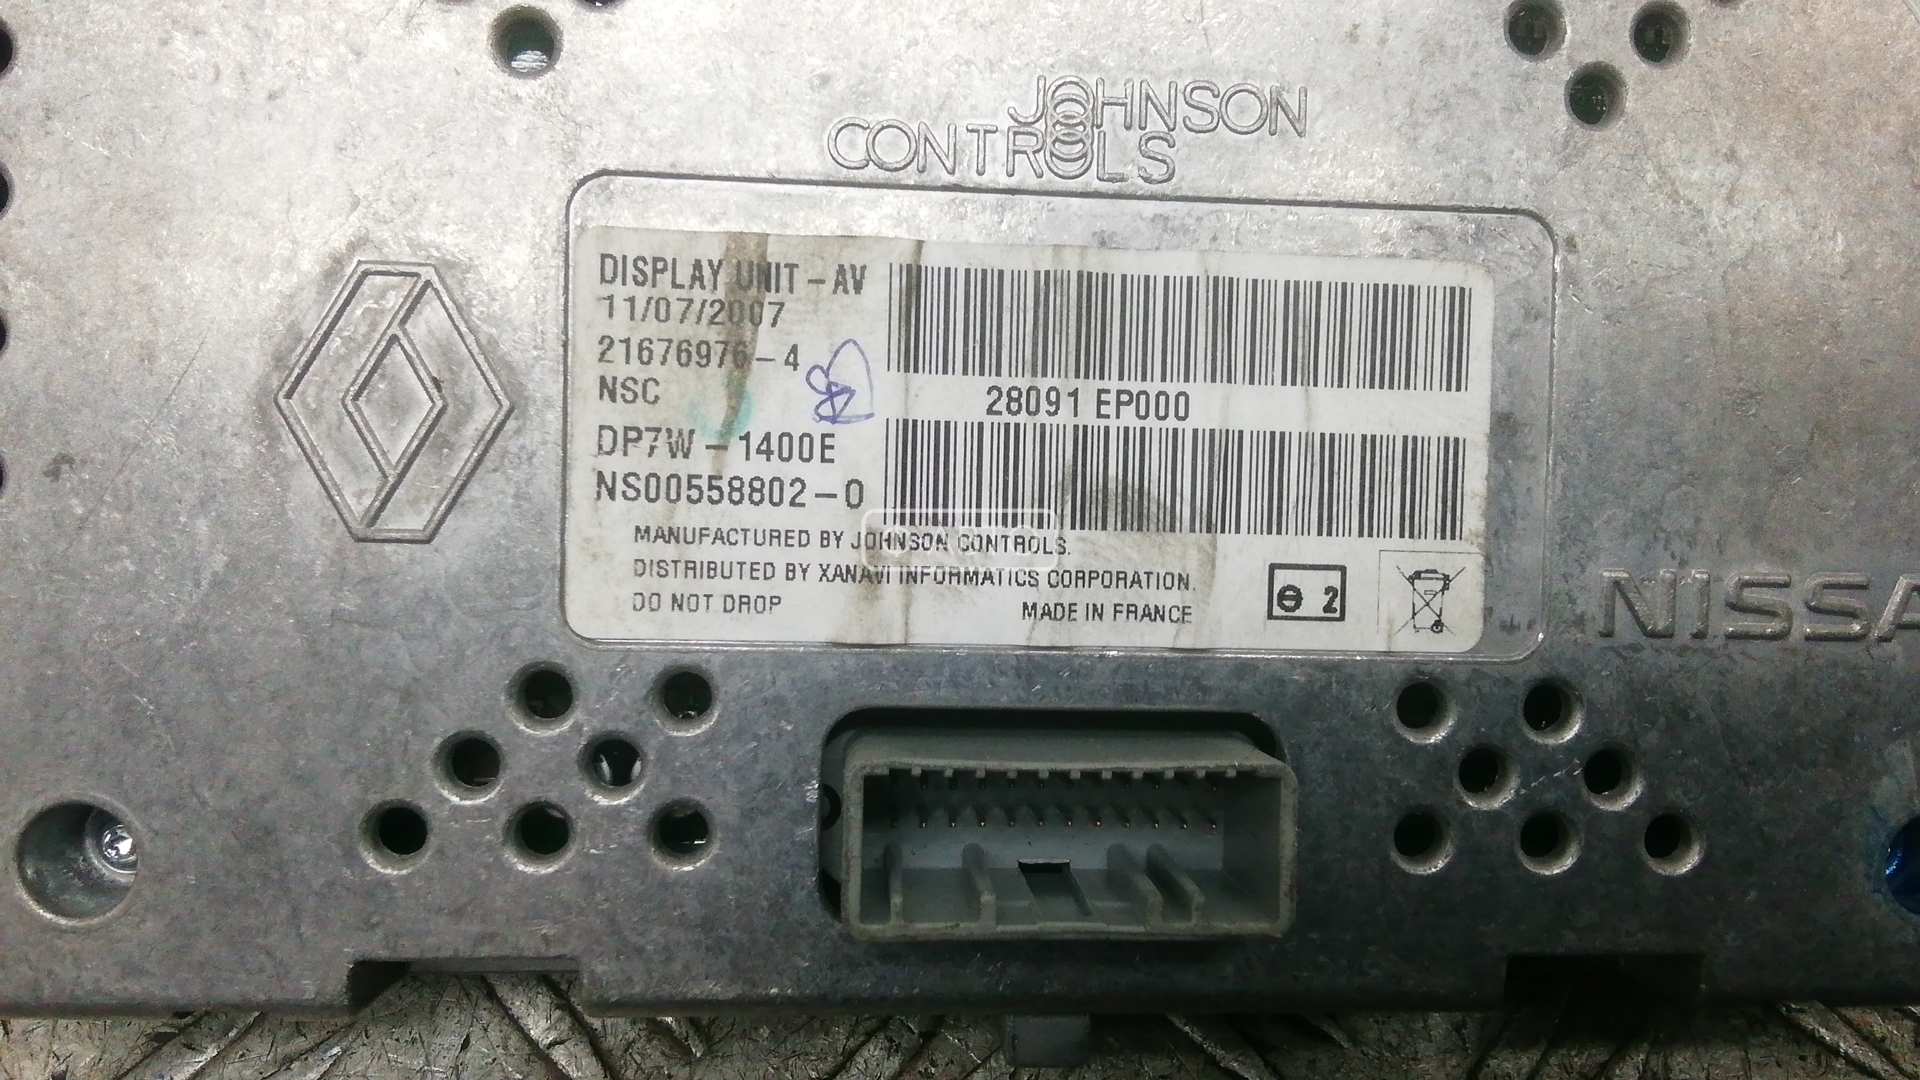 JOHNSON
CONTROLS
DISPLAY UNIT - AV
11/07/2007
21676976-4
NSC
28091 EP000
DP7W - 1400E
NS00558802-0
MANUFACTURED BY JOHNSON CONTROLS.
DISTRIBUTED BY XANAVI INFORMATICS CORPORATION.
DO NOT DROP
MADE IN FRANCE
2
NISSA